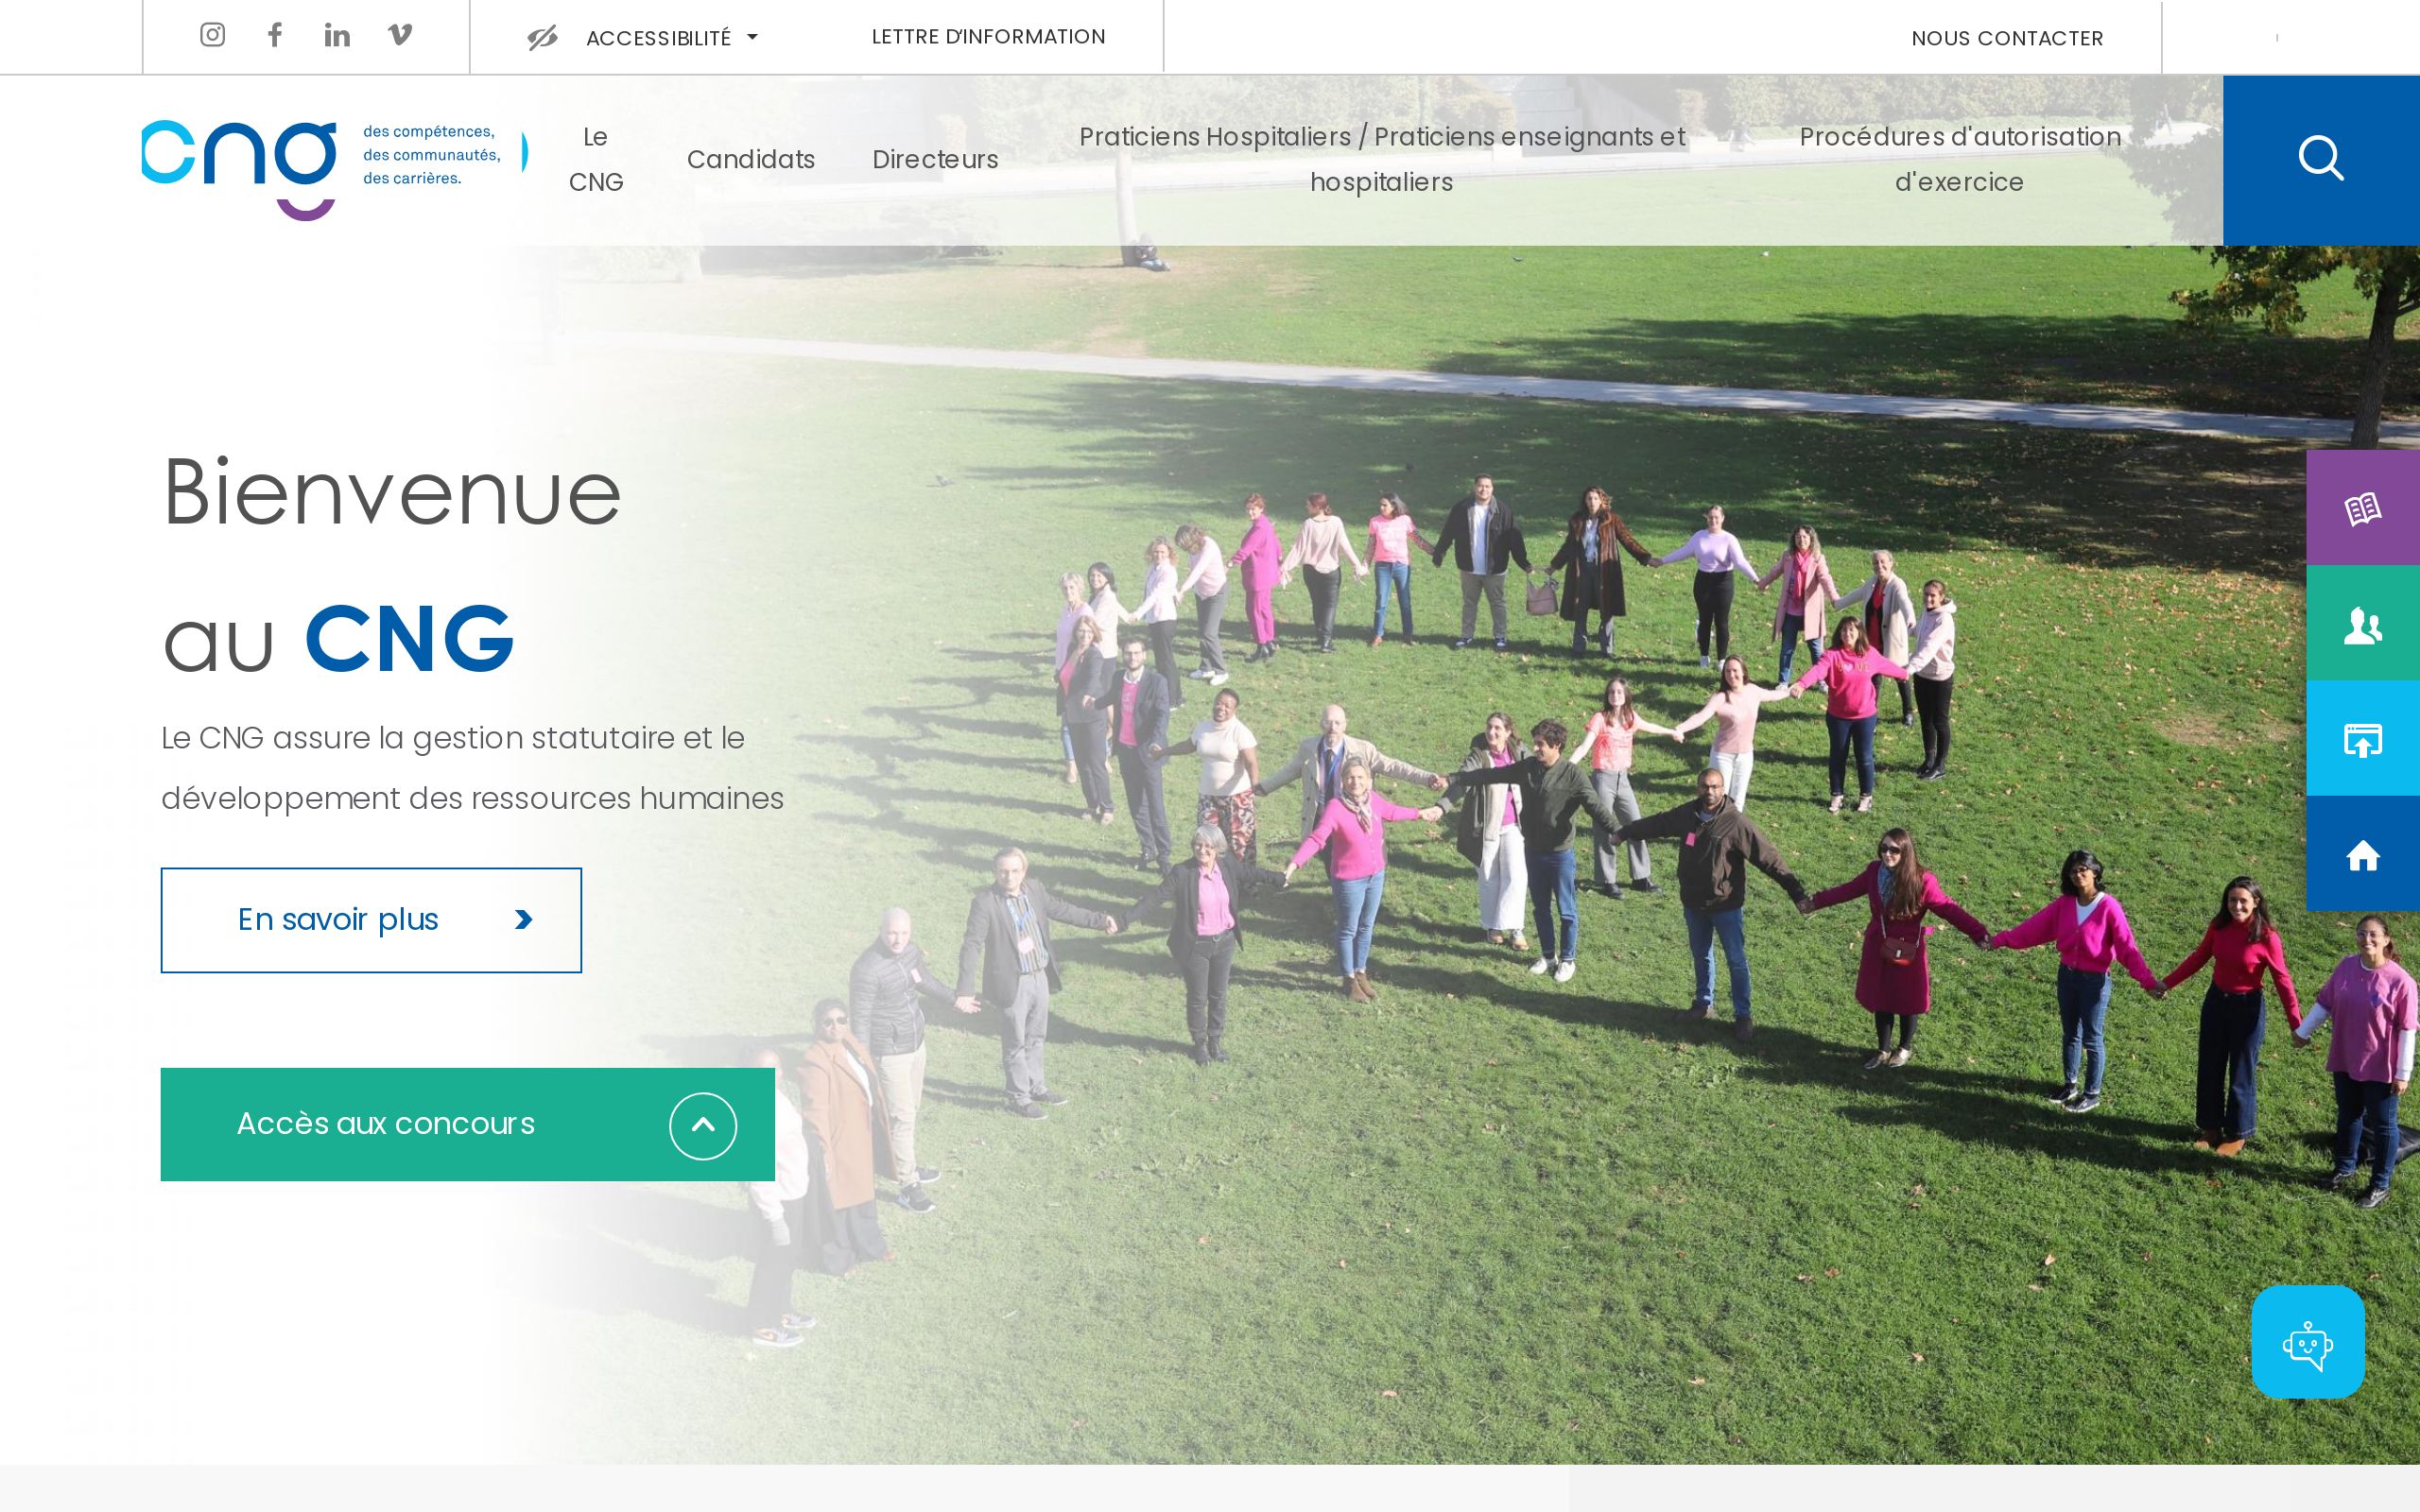 ACCESSIBILITÉ
LETTRE D'INFORMATION
NOUS CONTACTER
cng
des compétences,
des communautés,
des carrières.
Le
CNG
Candidats
Directeurs
Praticiens Hospitaliers / Praticiens enseignants et
hospitaliers
Procédures d'autorisation
d'exercice
Bienvenue
au CNG
Le CNG assure la gestion statutaire et le
développement des ressources humaines
En savoir plus
Accès aux concours